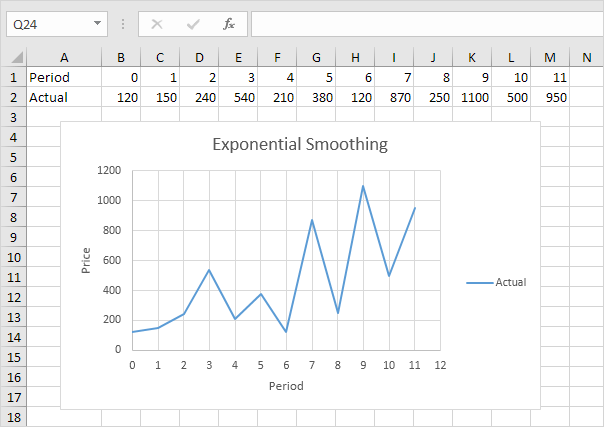 Q24 fx
A B C D E F G H I J K L M N
1 Period 0 1 2 3 4 5 6 7 8 9 10 11
2 Actual 120 150 240 540 210 380 120 870 250 1100 500 950
3
4 Exponential Smoothing
5
6 1200
7 1000
8
9 800
10 Price 600
11 400 Actual
12
13 200
14 0
15 0 1 2 3 4 5 6 7 8 9 10 11 12
16 Period
17
18